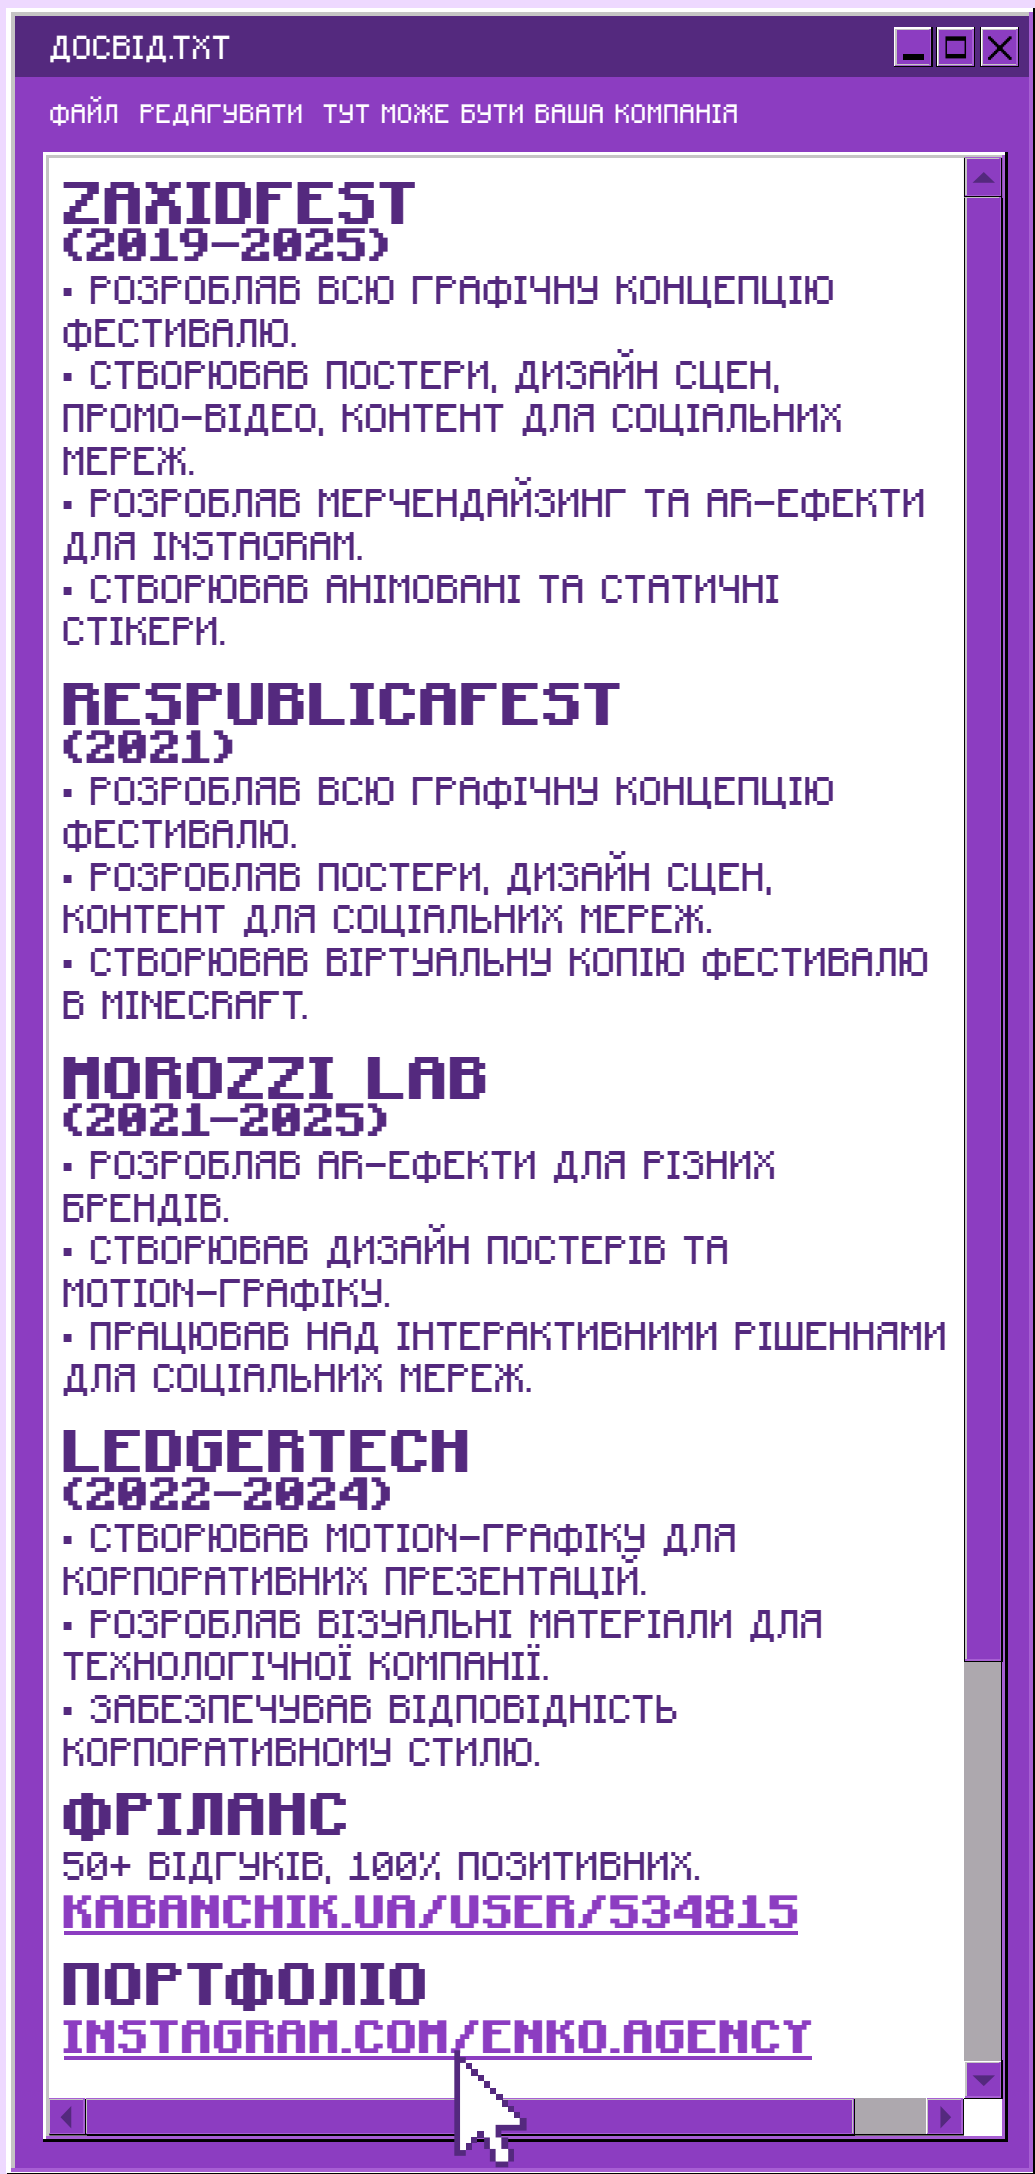 ДОСВІД.TXT
ФАЙЛ РЕДАГУВАТИ ТУТ МОЖЕ БУТИ ВАША КОМПАНІЯ
ZAXIDFEST
(2019-2025)
▪ РОЗРОБЛЯВ ВСЮ ГРАФІЧНУ КОНЦЕПЦІЮ
ФЕСТИВАЛЮ.
▪ СТВОРЮВАВ ПОСТЕРИ, ДИЗАЙН СЦЕН,
ПРОМО-ВІДЕО, КОНТЕНТ ДЛЯ СОЦІАЛЬНИХ
МЕРЕЖ.
▪ РОЗРОБЛЯВ МЕРЧЕНДАЙЗИНГ ТА AR-ЕФЕКТИ
ДЛЯ INSTAGRAM.
▪ СТВОРЮВАВ АНІМОВАНІ ТА СТАТИЧНІ
СТІКЕРИ.
RESPUBLICAFEST
(2021)
▪ РОЗРОБЛЯВ ВСЮ ГРАФІЧНУ КОНЦЕПЦІЮ
ФЕСТИВАЛЮ.
▪ РОЗРОБЛЯВ ПОСТЕРИ, ДИЗАЙН СЦЕН,
КОНТЕНТ ДЛЯ СОЦІАЛЬНИХ МЕРЕЖ.
▪ СТВОРЮВАВ ВІРТУАЛЬНУ КОПІЮ ФЕСТИВАЛЮ
В MINECRAFT.
MOROZZI LAB
(2021-2025)
▪ РОЗРОБЛЯВ AR-ЕФЕКТИ ДЛЯ РІЗНИХ
БРЕНДІВ.
▪ СТВОРЮВАВ ДИЗАЙН ПОСТЕРІВ ТА
MOTION-ГРАФІКУ.
▪ ПРАЦЮВАВ НАД ІНТЕРАКТИВНИМИ РІШЕННЯМИ
ДЛЯ СОЦІАЛЬНИХ МЕРЕЖ.
LEDGERTECH
(2022-2024)
▪ СТВОРЮВАВ MOTION-ГРАФІКУ ДЛЯ
КОРПОРАТИВНИХ ПРЕЗЕНТАЦІЙ.
▪ РОЗРОБЛЯВ ВІЗУАЛЬНІ МАТЕРІАЛИ ДЛЯ
ТЕХНОЛОГІЧНОЇ КОМПАНІЇ.
▪ ЗАБЕЗПЕЧУВАВ ВІДПОВІДНІСТЬ
КОРПОРАТИВНОМУ СТИЛЮ.
ФРІЛАНС
50+ ВІДГУКІВ, 100% ПОЗИТИВНИХ.
KABANCHIK.UA/USER/534815
ПОРТФОЛІО
INSTAGRAM.COM/ENKO.AGENCY